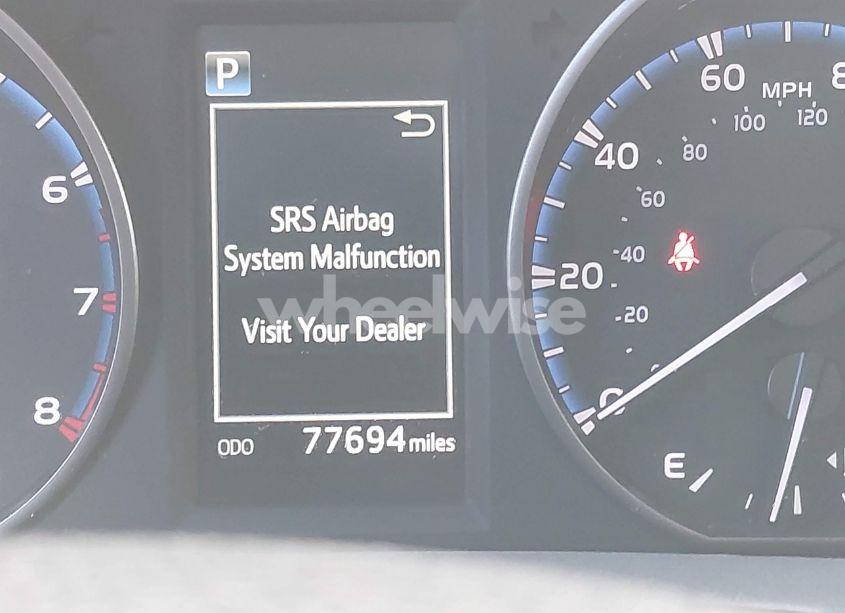 P
SRS Airbag
System Malfunction
Visit Your Dealer
wheelwise
ODO 77694 miles
6
7
8
60
MPH
100
120
40
80
60
20
40
20
0
E